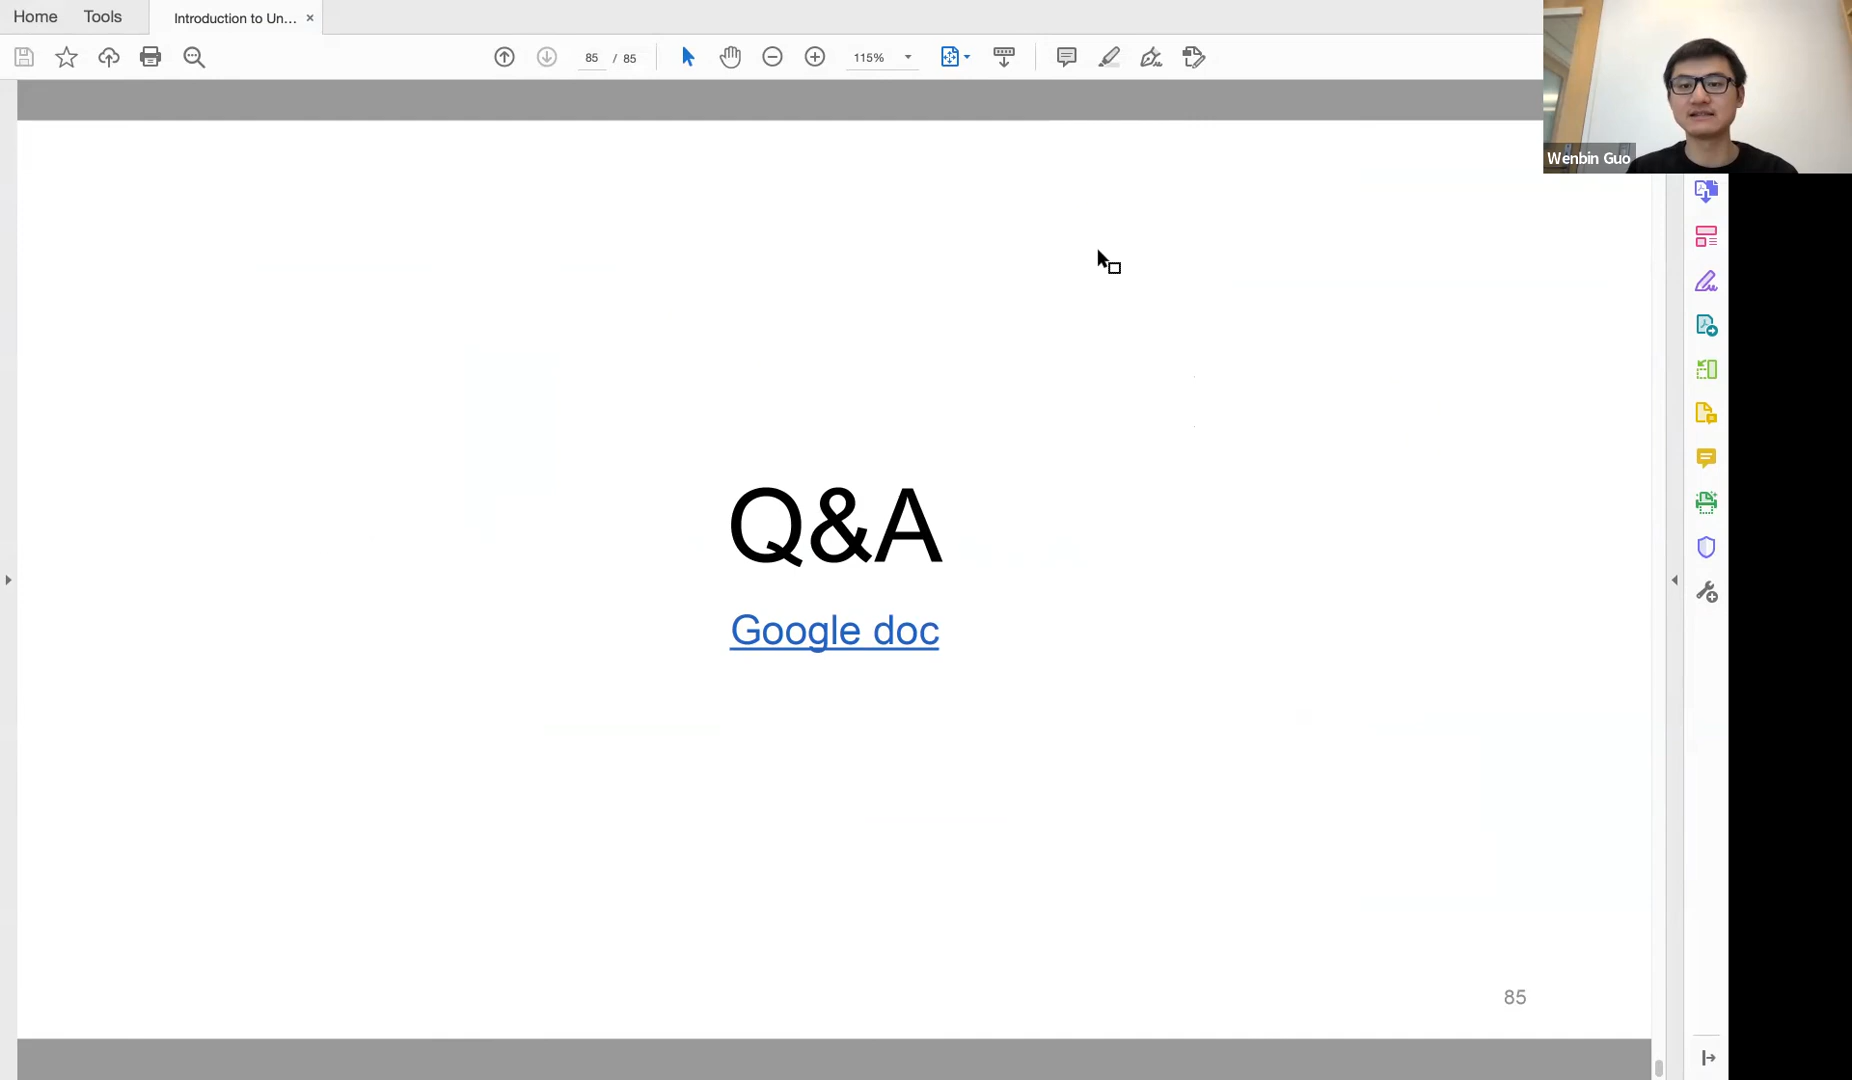 Home
Tools
Introduction to Un...
×
85 / 85
115%
Wenbin Guo
Q&A
Google doc
85